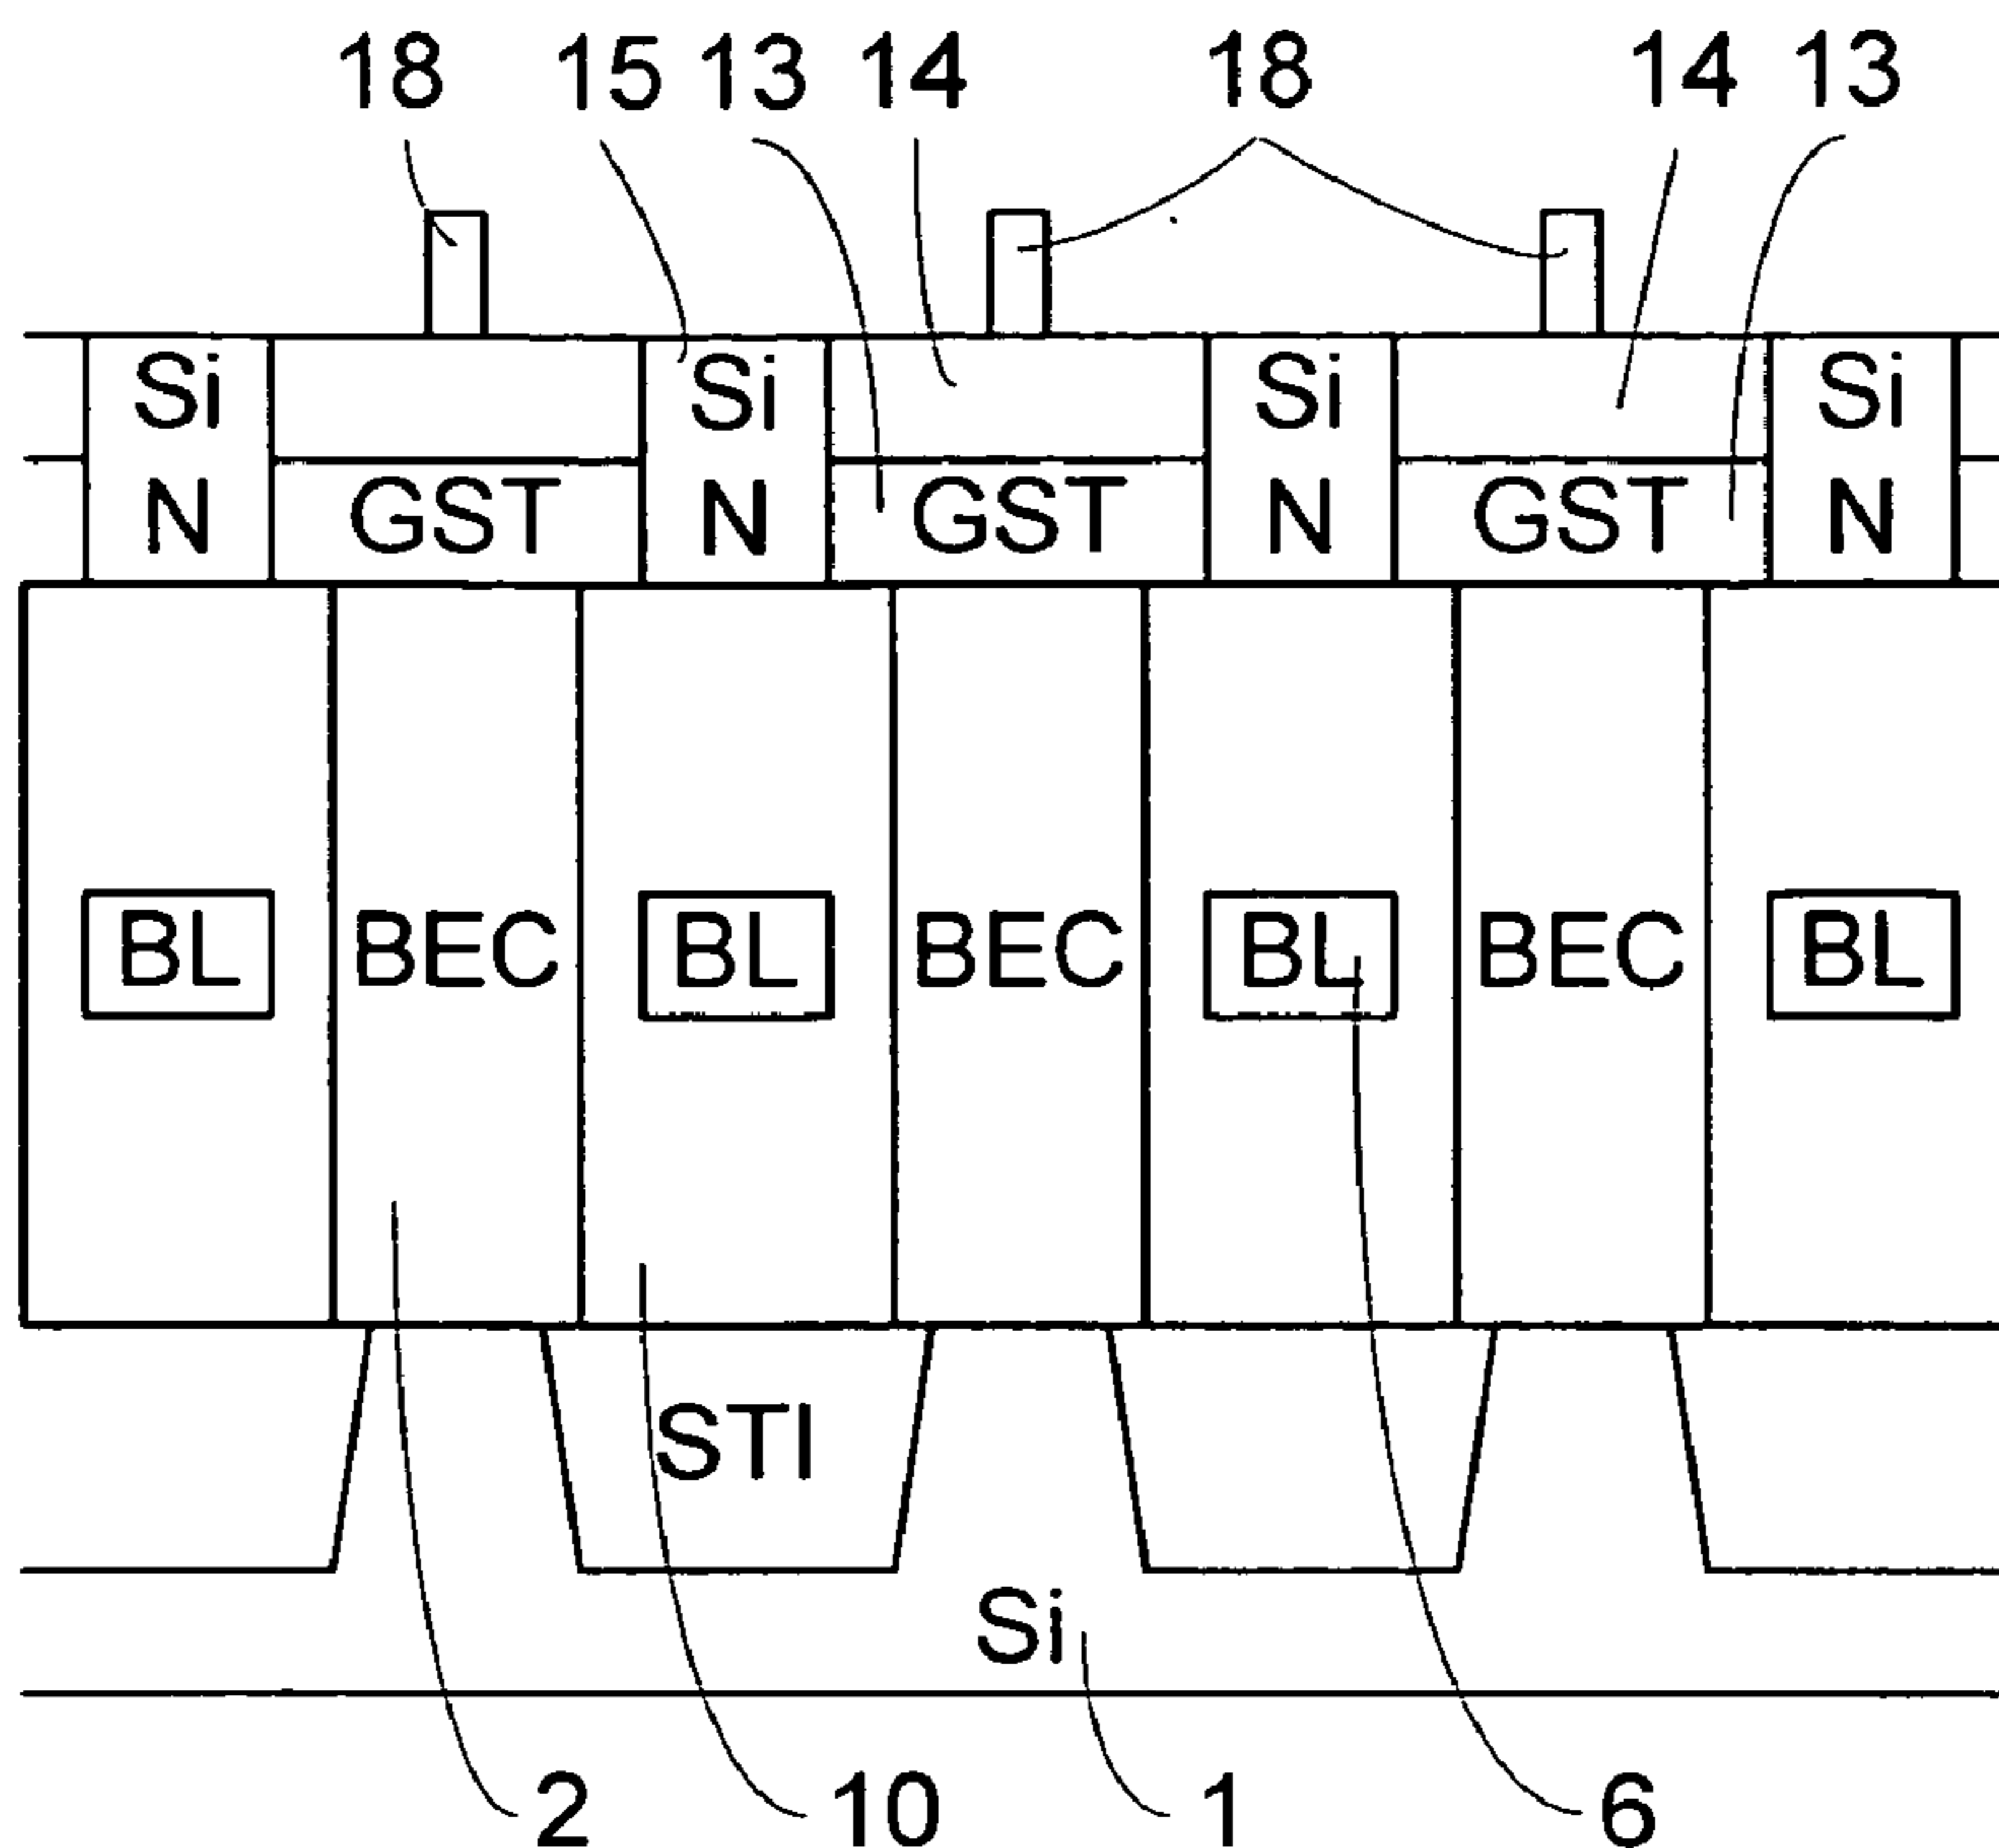 18 15 13 14 18 14 13
Si Si Si Si
N GST N GST N GST N
BL BEC BL BEC BL BEC BL
STI
Si
2 10 1 6